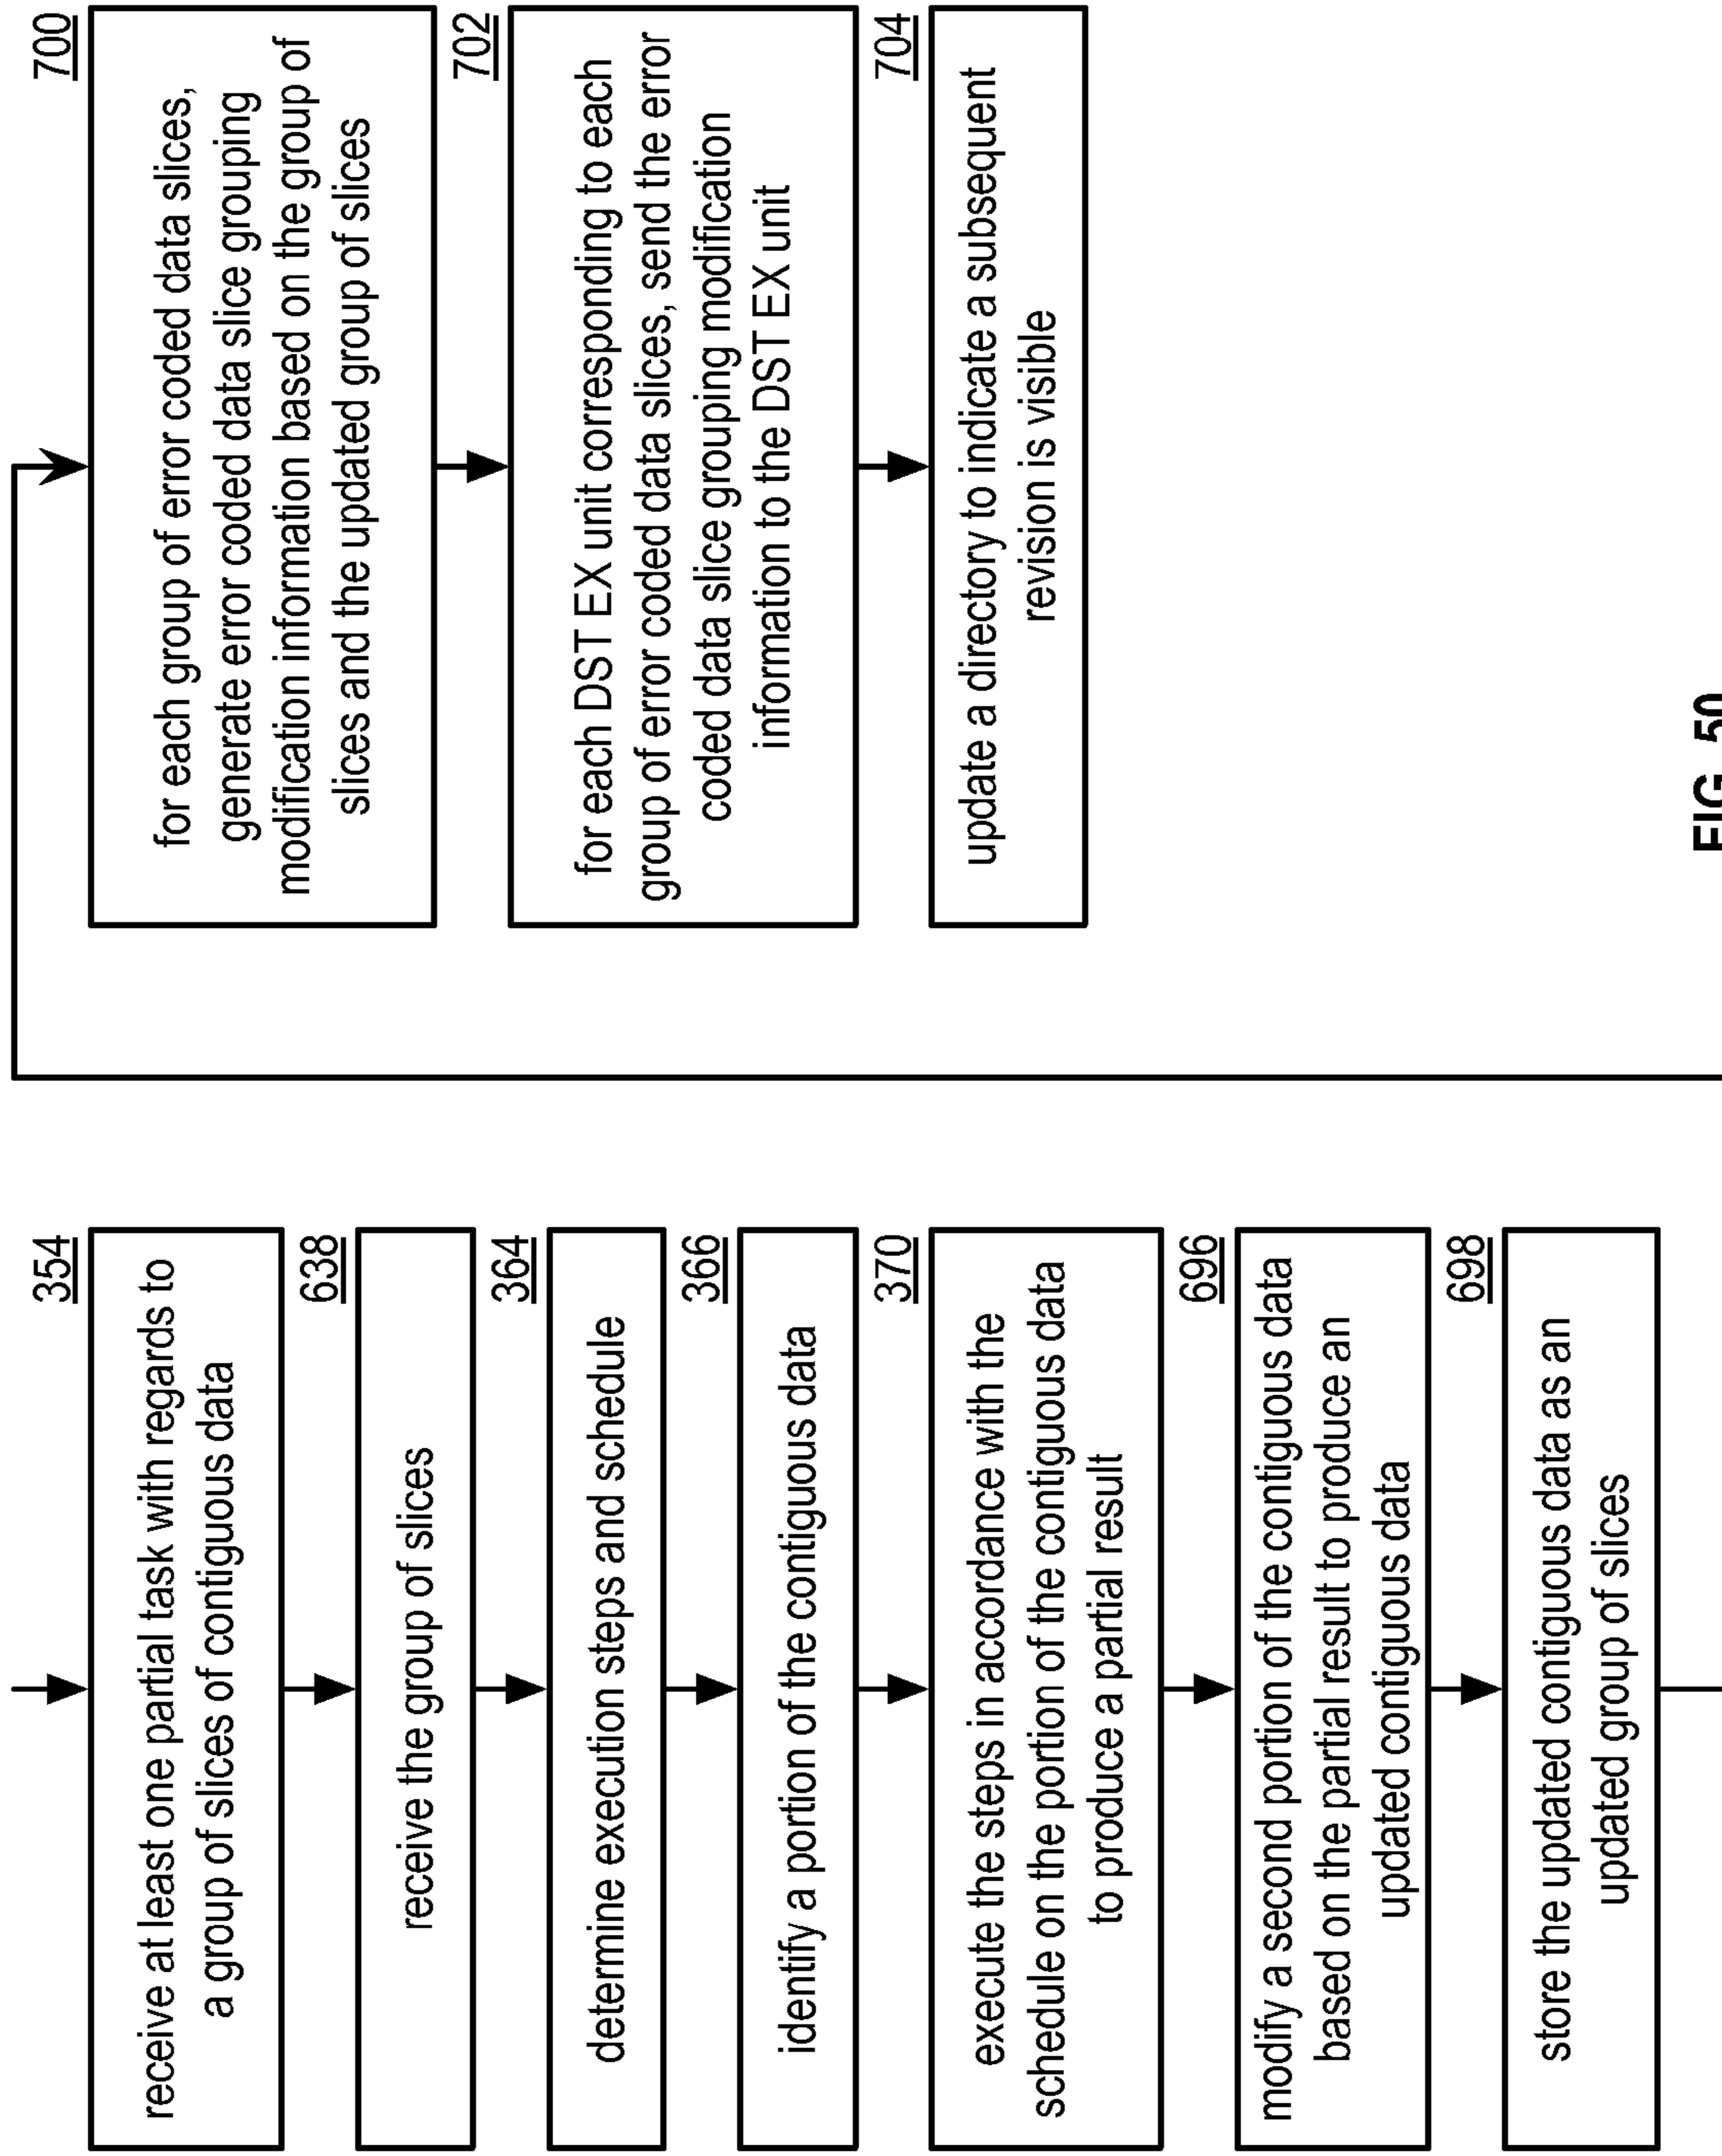 354
receive at least one partial task with regards to
a group of slices of contiguous data
638
receive the group of slices
364
determine execution steps and schedule
366
identify a portion of the contiguous data
370
execute the steps in accordance with the
schedule on the portion of the contiguous data
to produce a partial result
696
modify a second portion of the contiguous data
based on the partial result to produce an
updated contiguous data
698
store the updated contiguous data as an
updated group of slices
700
for each group of error coded data slices,
generate error coded data slice grouping
modification information based on the group of
slices and the updated group of slices
702
for each DST EX unit corresponding to each
group of error coded data slices, send the error
coded data slice grouping modification
information to the DST EX unit
704
update a directory to indicate a subsequent
revision is visible
FIG. 50